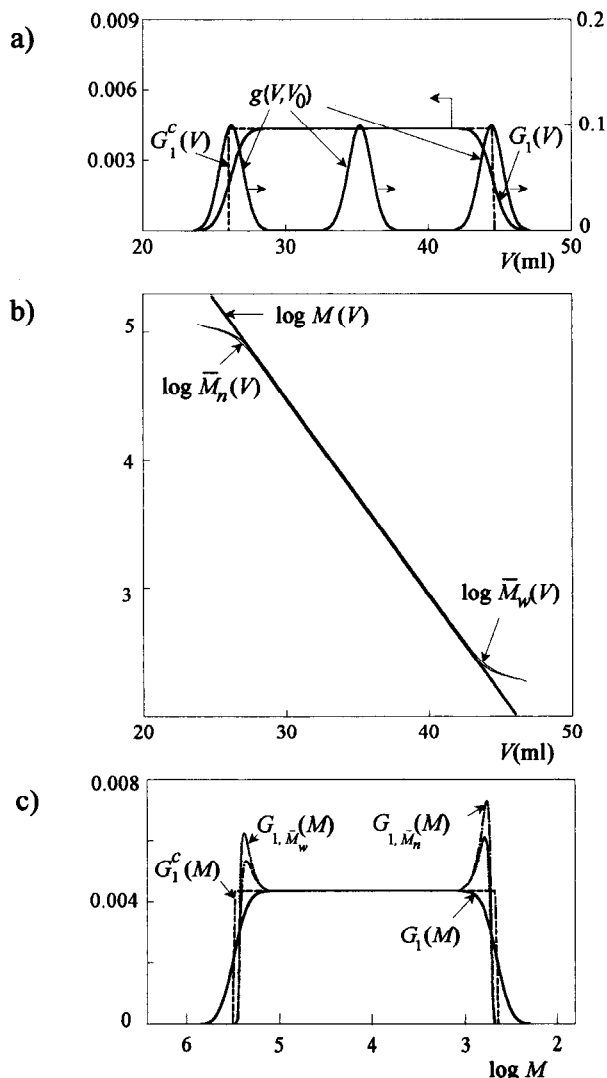 a)
0.009
0.006
0.003
0.2
0.1
0
g(V,V₀)
G₁ᶜ(V)
G₁(V)
20
30
40
50
V(ml)
b)
5
4
3
log M(V)
log M̅ₙ(V)
log M̅w(V)
20
30
40
50
V(ml)
c)
0.008
0.004
0
G₁,M̅w(M)
G₁,M̅ₙ(M)
G₁ᶜ(M)
G₁(M)
6
5
4
3
2
log M